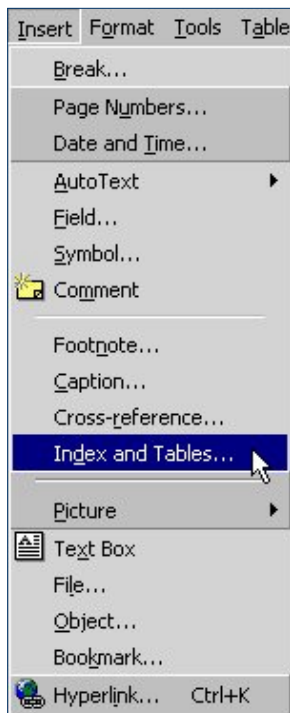 Insert Format Tools Table
Break...
Page Numbers...
Date and Time...
AutoText
Field...
Symbol...
Comment
Footnote...
Caption...
Cross-reference...
Index and Tables...
Picture
Text Box
File...
Object...
Bookmark...
Hyperlink... Ctrl+K